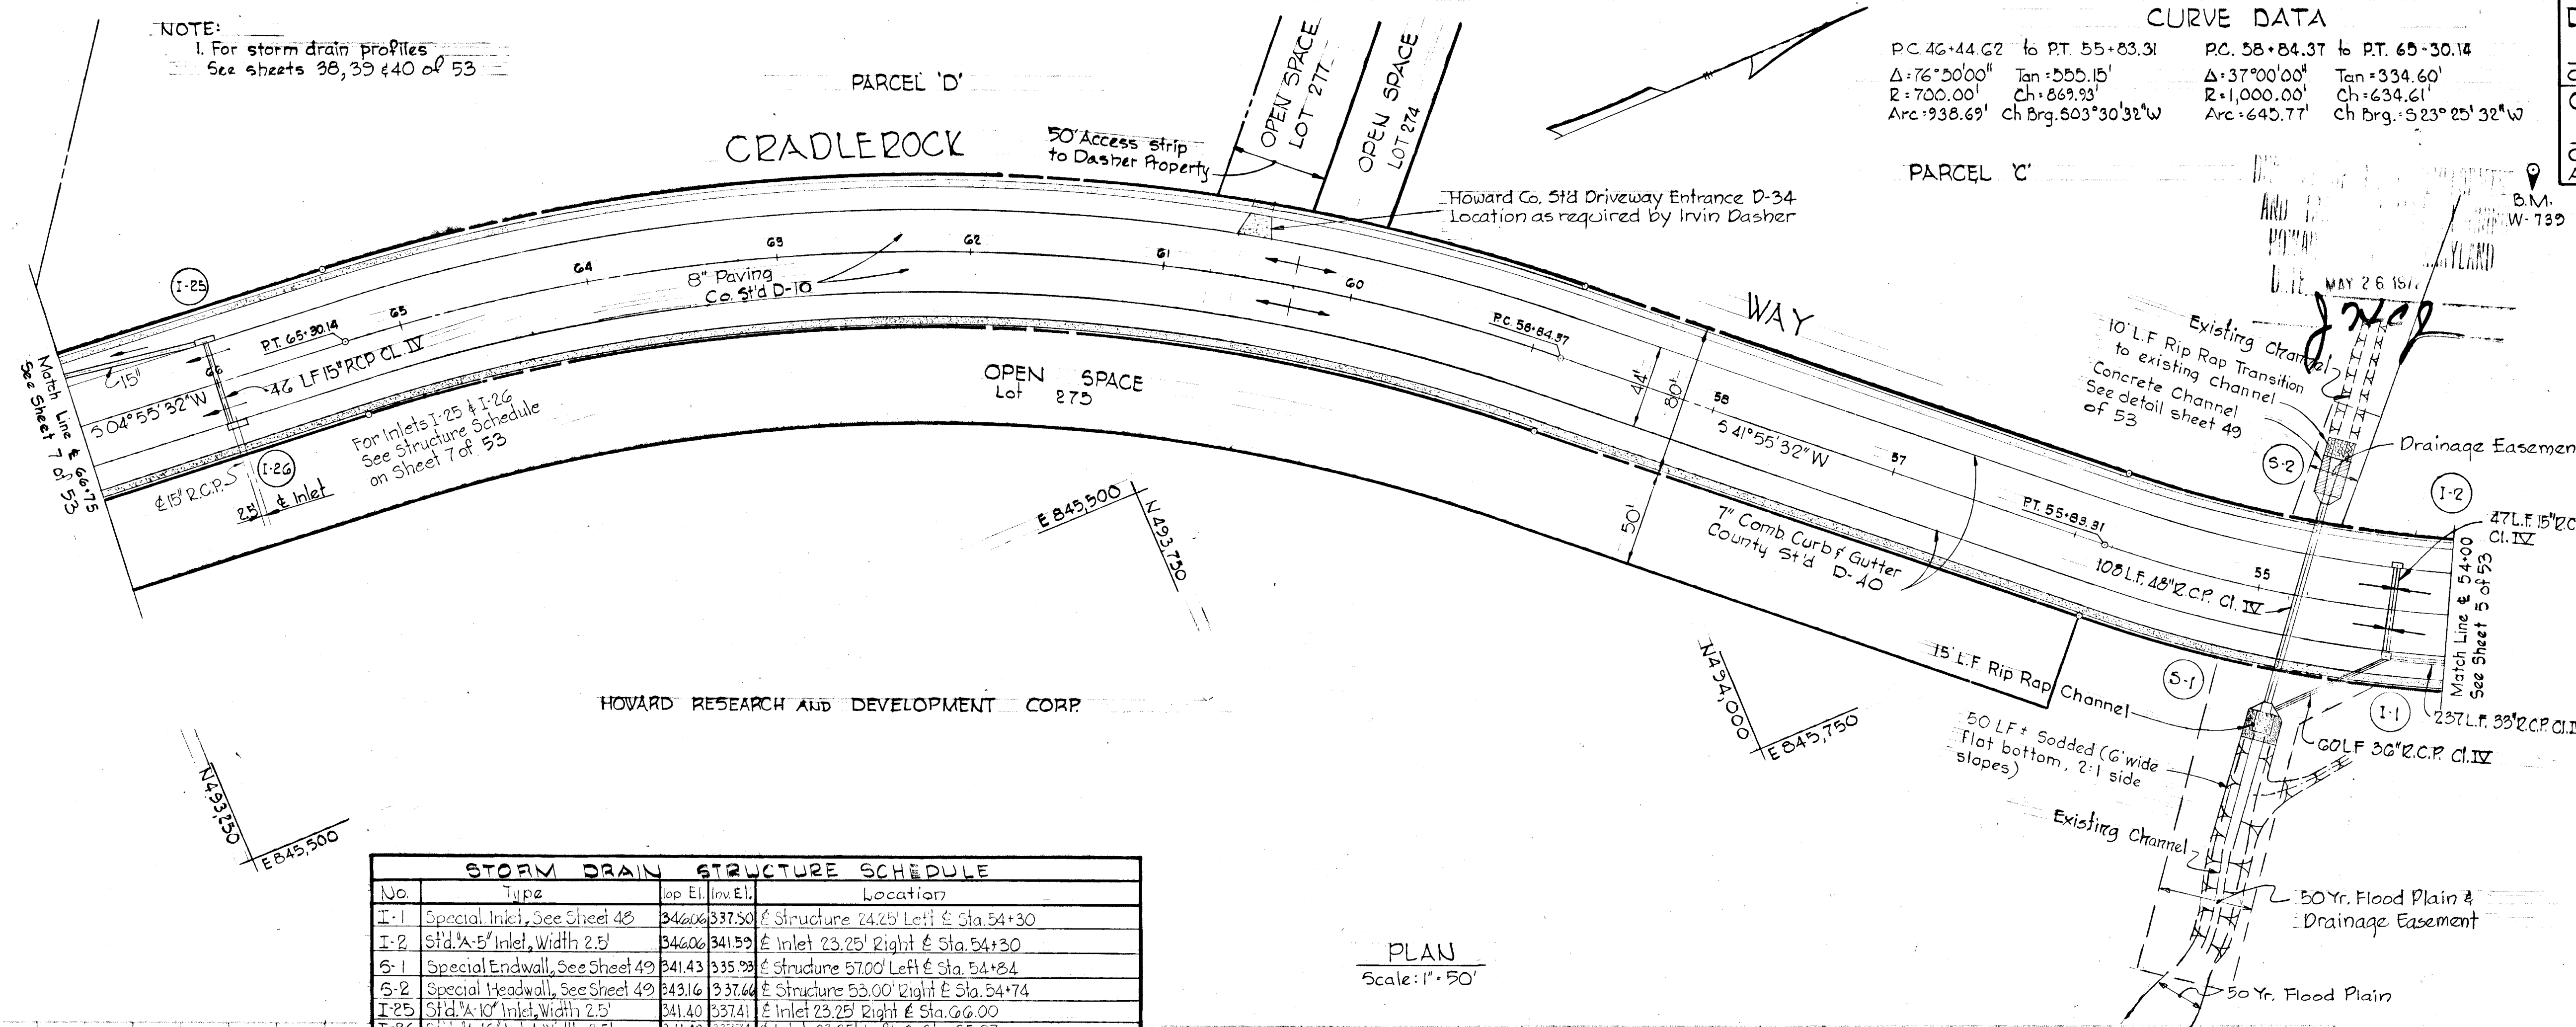 NOTE:
1. For storm drain profiles
See sheets 38, 39 & 40 of 53
PARCEL 'D'
CRADLEROCK
WAY
50' Access strip
to Dasher Property
OPEN SPACE
LOT 277
OPEN SPACE
LOT 274
Howard Co. Std Driveway Entrance D-34
Location as required by Irvin Dasher
CURVE DATA
P.C. 46+44.62 to P.T. 55+83.31
Δ=76°50'00" Tan=555.15'
R=700.00' Ch=869.93'
Arc=938.69' Ch Brg. S03°30'32"W
P.C. 58+84.37 to P.T. 65+30.14
Δ=37°00'00" Tan=334.60'
R=1,000.00' Ch=634.61'
Arc=645.77' Ch Brg.=S23°25'32"W
PARCEL 'C'
B.M.
W-739
MAY 26
I-25
15"
S 04°55'32"W
Match Line ℄ 66+75
See Sheet 7 of 53
P.T. 65+30.14
46 LF 15" RCP CL. IV
℄ 15" R.C.P.
I-26
2.5'
℄ Inlet
For Inlets I-25 & I-26
See Structure Schedule
on Sheet 7 of 53
66
65
64
63
62
61
60
8" Paving
Co. St'd D-10
P.C. 58+84.37
58
57
55
OPEN SPACE
Lot 275
44'
80'
50'
S 41°55'32"W
7" Comb. Curb & Gutter
County St'd D-40
P.T. 55+83.31
108 L.F. 48" R.C.P. Cl. IV
Existing Channel
10' L.F Rip Rap Transition
to existing channel
Concrete Channel
See detail sheet 49
of 53
S-2
Drainage Easemen
I-2
47 L.F. 15" R.C
Cl. IV
Match Line ℄ 54+00
See Sheet 5 of 53
S-1
I-1
237 L.F. 33" R.C.P. Cl.
60 LF 36" R.C.P. Cl. IV
15' L.F Rip Rap Channel
50 LF± Sodded (6' wide
flat bottom, 2:1 side
slopes)
Existing Channel
50 Yr. Flood Plain &
Drainage Easement
50 Yr. Flood Plain
E 845,500
N 493,750
N 494,000
E 845,750
N 493,250
E 845,500
HOWARD RESEARCH AND DEVELOPMENT CORP.
PLAN
Scale: 1"=50'
STORM DRAIN STRUCTURE SCHEDULE
No. Type Top El. Inv. El. Location
I-1 Special Inlet, See Sheet 48 346.06 337.50 ℄ Structure 24.25' Left ℄ Sta. 54+30
I-2 St'd. "A-5" Inlet, Width 2.5' 346.06 341.59 ℄ Inlet 23.25' Right ℄ Sta. 54+30
S-1 Special Endwall, See Sheet 49 341.43 335.93 ℄ Structure 57.00' Left ℄ Sta. 54+84
S-2 Special Headwall, See Sheet 49 343.16 337.66 ℄ Structure 53.00' Right ℄ Sta. 54+74
I-25 St'd. "A-10" Inlet, Width 2.5' 341.40 337.41 ℄ Inlet 23.25' Right ℄ Sta. 66.00